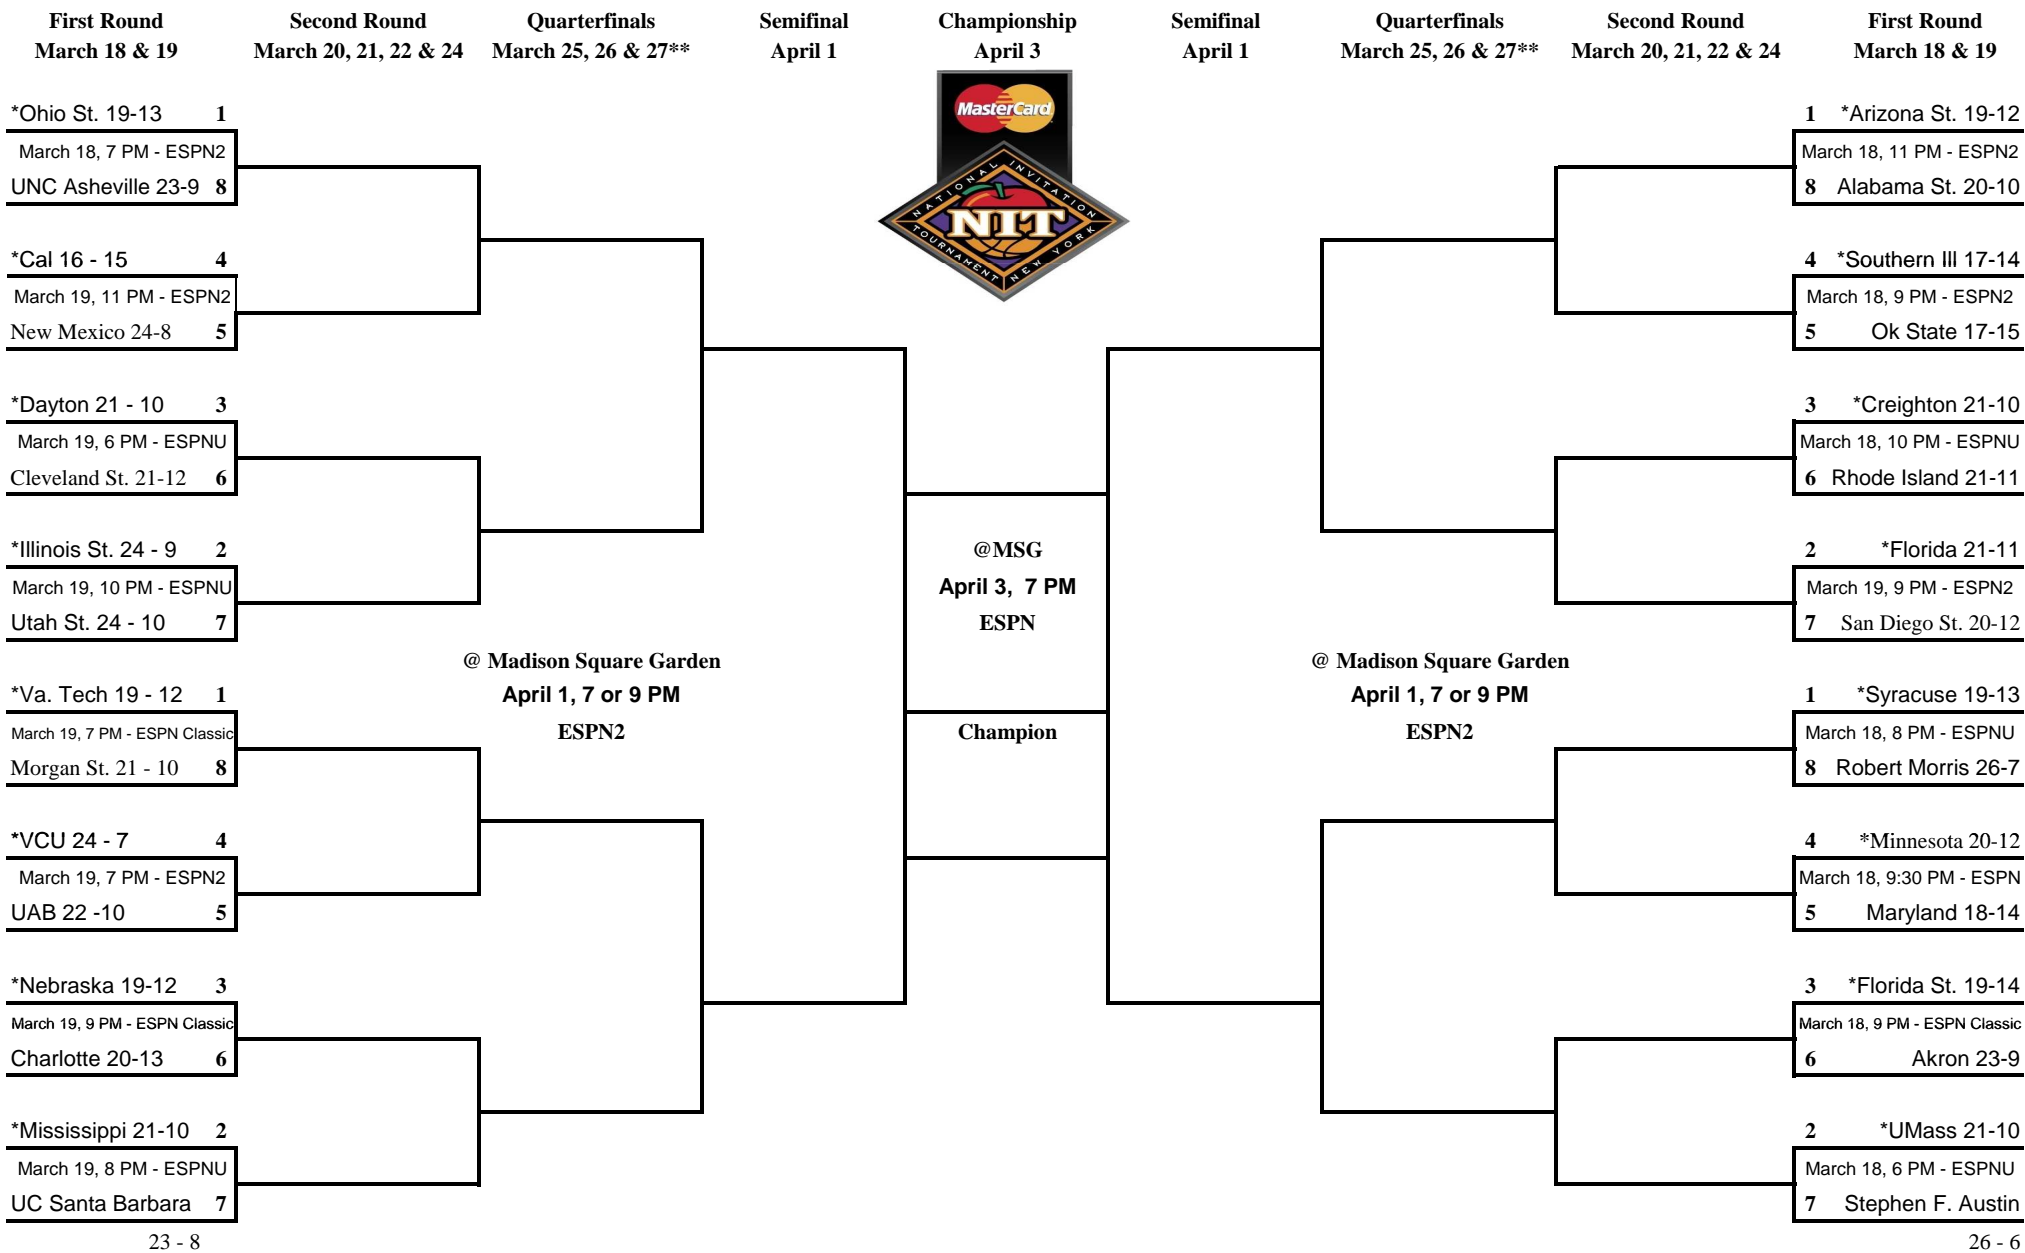 First Round
March 18 & 19
Second Round
March 20, 21, 22 & 24
Quarterfinals
March 25, 26 & 27**
Semifinal
April 1
Championship
April 3
Semifinal
April 1
Quarterfinals
March 25, 26 & 27**
Second Round
March 20, 21, 22 & 24
First Round
March 18 & 19
*Ohio St. 19-13 1
March 18, 7 PM - ESPN2
UNC Asheville 23-9 8
*Cal 16 - 15 4
March 19, 11 PM - ESPN2
New Mexico 24-8 5
*Dayton 21 - 10 3
March 19, 6 PM - ESPNU
Cleveland St. 21-12 6
*Illinois St. 24 - 9 2
March 19, 10 PM - ESPNU
Utah St. 24 - 10 7
*Va. Tech 19 - 12 1
March 19, 7 PM - ESPN Classic
Morgan St. 21 - 10 8
*VCU 24 - 7 4
March 19, 7 PM - ESPN2
UAB 22 -10 5
*Nebraska 19-12 3
March 19, 9 PM - ESPN Classic
Charlotte 20-13 6
*Mississippi 21-10 2
March 19, 8 PM - ESPNU
UC Santa Barbara 7
23 - 8
@ Madison Square Garden
April 1, 7 or 9 PM
ESPN2
MasterCard
NATIONAL INVITATION
NIT
TOURNAMENT NEW YORK
@MSG
April 3, 7 PM
ESPN
Champion
@ Madison Square Garden
April 1, 7 or 9 PM
ESPN2
1 *Arizona St. 19-12
March 18, 11 PM - ESPN2
8 Alabama St. 20-10
4 *Southern Ill 17-14
March 18, 9 PM - ESPN2
5 Ok State 17-15
3 *Creighton 21-10
March 18, 10 PM - ESPNU
6 Rhode Island 21-11
2 *Florida 21-11
March 19, 9 PM - ESPN2
7 San Diego St. 20-12
1 *Syracuse 19-13
March 18, 8 PM - ESPNU
8 Robert Morris 26-7
4 *Minnesota 20-12
March 18, 9:30 PM - ESPN
5 Maryland 18-14
3 *Florida St. 19-14
March 18, 9 PM - ESPN Classic
6 Akron 23-9
2 *UMass 21-10
March 18, 6 PM - ESPNU
7 Stephen F. Austin
26 - 6